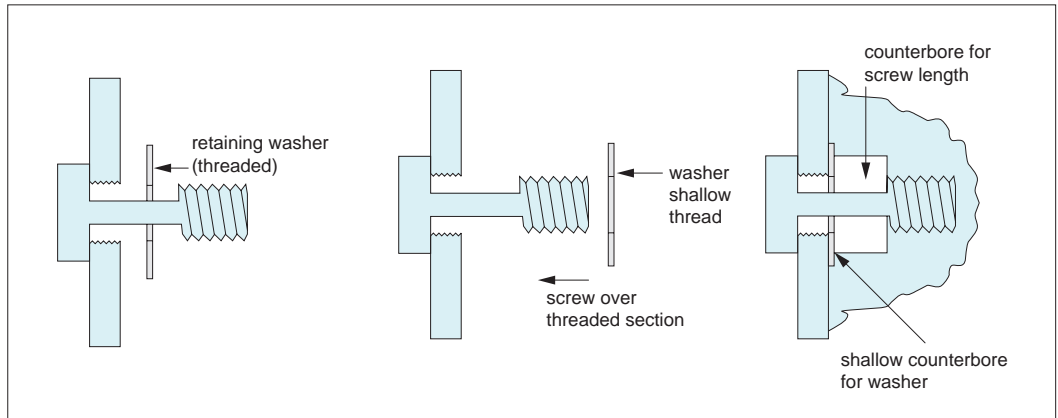 retaining washer
(threaded)
washer
shallow
thread
screw over
threaded section
counterbore for
screw length
shallow counterbore
for washer